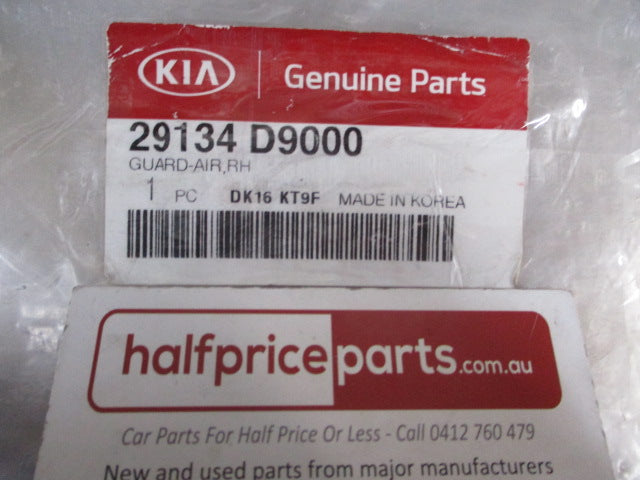 KIA Genuine Parts
29134 D9000
GUARD-AIR,RH
1 PC DK16 KT9F MADE IN KOREA
halfpriceparts.com.au
Car Parts For Half Price Or Less - Call 0412 760 479
New and used parts from major manufacturers